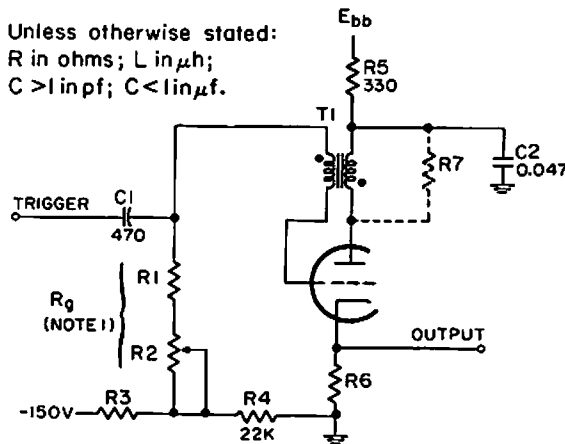 Unless otherwise stated:
R in ohms; L in μh;
C >1 in pf; C <1 in μf.
Ebb
R5
330
T1
R7
C2
0.047
TRIGGER
C1
470
R1
Rg
(NOTE 1)
R2
OUTPUT
R6
-150V
R3
R4
22K